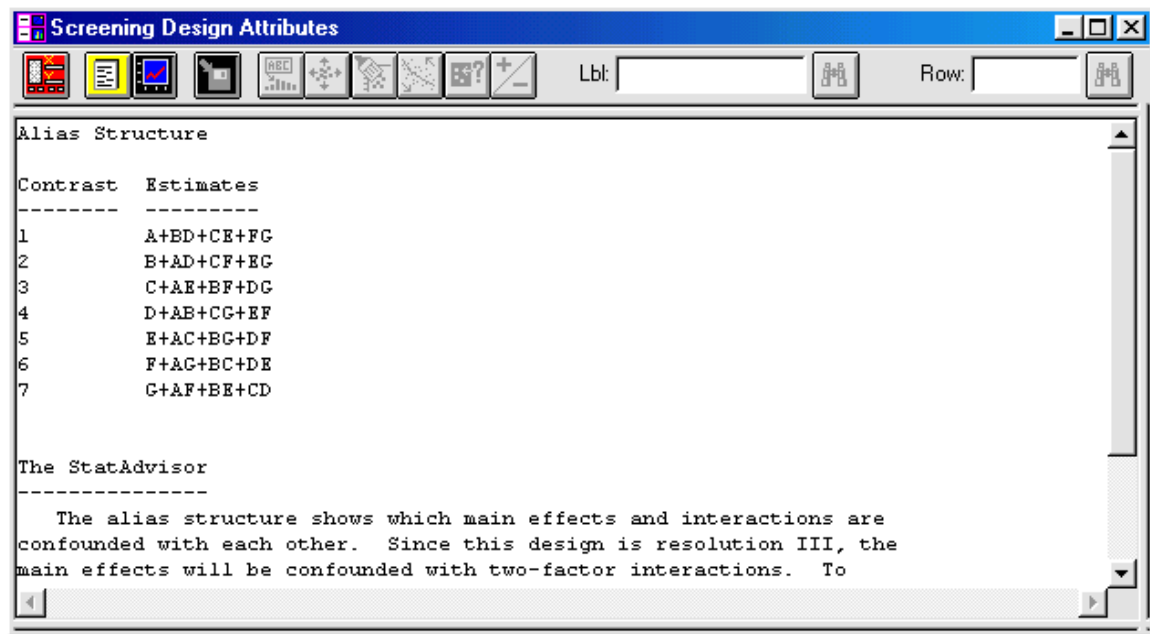 Screening Design Attributes
Lbl: Row:
Alias Structure
Contrast Estimates
-------- ---------
1 A+BD+CE+FG
2 B+AD+CF+EG
3 C+AE+BF+DG
4 D+AB+CG+EF
5 E+AC+BG+DF
6 F+AG+BC+DE
7 G+AF+BE+CD
The StatAdvisor
---------------
The alias structure shows which main effects and interactions are
confounded with each other. Since this design is resolution III, the
main effects will be confounded with two-factor interactions. To